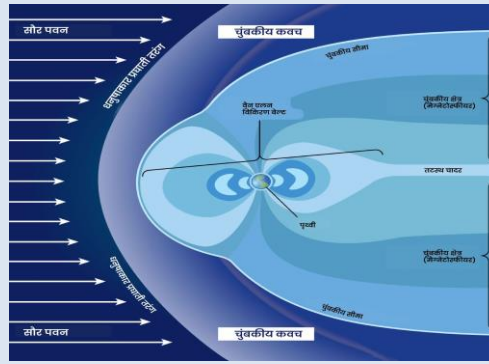 सौर पवन
चुंबकीय कवच
धनुषाकार प्रघाती तरंग
चुंबकीय सीमा
वैन एलन
विकिरण बेल्ट
चुंबकीय क्षेत्र
(मैग्नेटोस्फीयर)
तटस्थ चादर
पृथ्वी
चुंबकीय क्षेत्र
(मैग्नेटोस्फीयर)
धनुषाकार प्रघाती तरंग
चुंबकीय सीमा
सौर पवन
चुंबकीय कवच